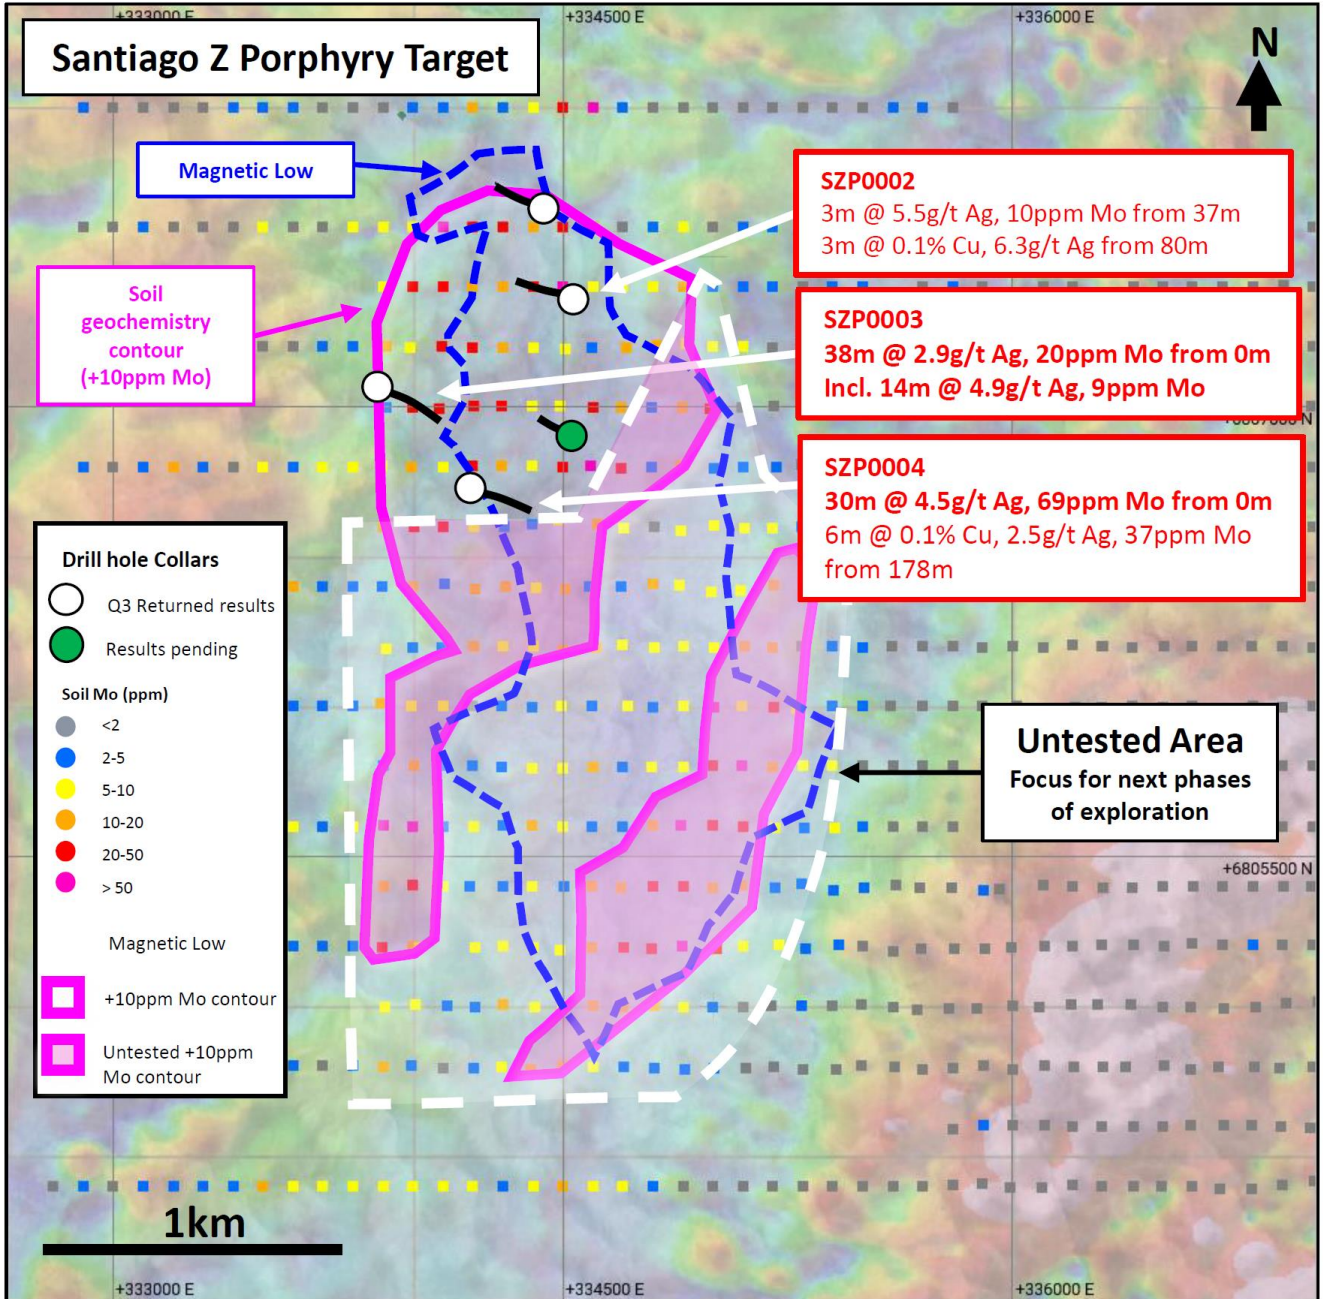 +333000 E
+334500 E
+336000 E
Santiago Z Porphyry Target
N
Magnetic Low
SZP0002
3m @ 5.5g/t Ag, 10ppm Mo from 37m
3m @ 0.1% Cu, 6.3g/t Ag from 80m
Soil
geochemistry
contour
(+10ppm Mo)
SZP0003
38m @ 2.9g/t Ag, 20ppm Mo from 0m
Incl. 14m @ 4.9g/t Ag, 9ppm Mo
SZP0004
30m @ 4.5g/t Ag, 69ppm Mo from 0m
6m @ 0.1% Cu, 2.5g/t Ag, 37ppm Mo
from 178m
Drill hole Collars
Q3 Returned results
Results pending
Soil Mo (ppm)
<2
2-5
5-10
10-20
20-50
> 50
Magnetic Low
+10ppm Mo contour
Untested +10ppm
Mo contour
Untested Area
Focus for next phases
of exploration
+6805500 N
1km
+333000 E
+334500 E
+336000 E